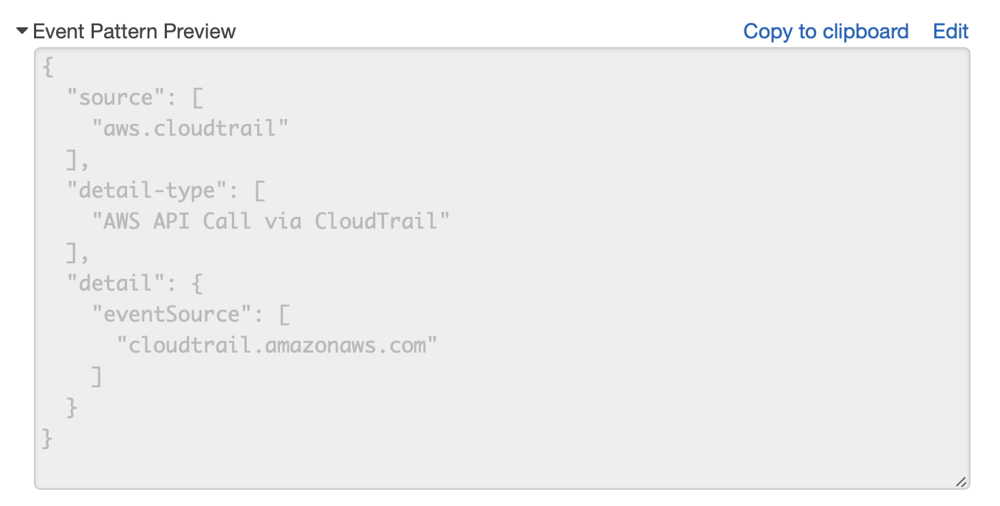 Event Pattern Preview Copy to clipboard Edit
{
  "source": [
    "aws.cloudtrail"
  ],
  "detail-type": [
    "AWS API Call via CloudTrail"
  ],
  "detail": {
    "eventSource": [
      "cloudtrail.amazonaws.com"
    ]
  }
}